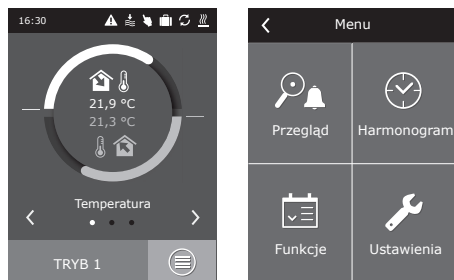 16:30
21,9 °C
21,3 °C
Temperatura
TRYB 1
Menu
Przegląd
Harmonogram
Funkcje
Ustawienia